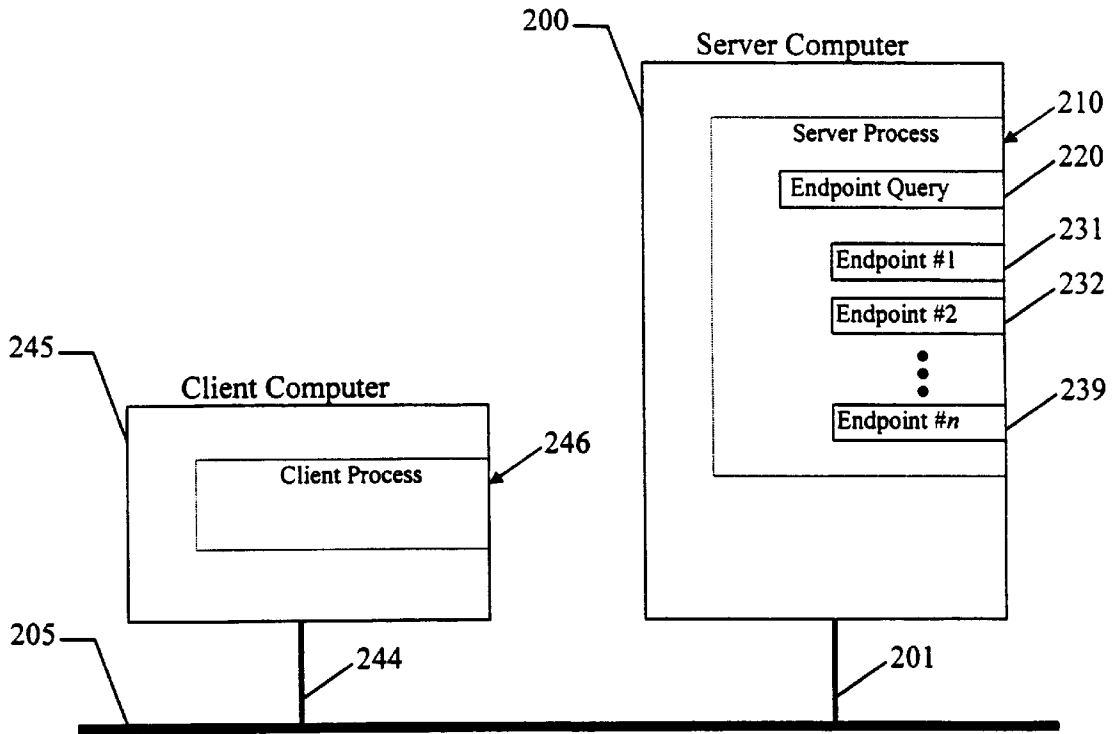 200
Server Computer
210
Server Process
220
Endpoint Query
231
Endpoint #1
232
Endpoint #2
245
Client Computer
239
Endpoint #n
246
Client Process
205
244
201